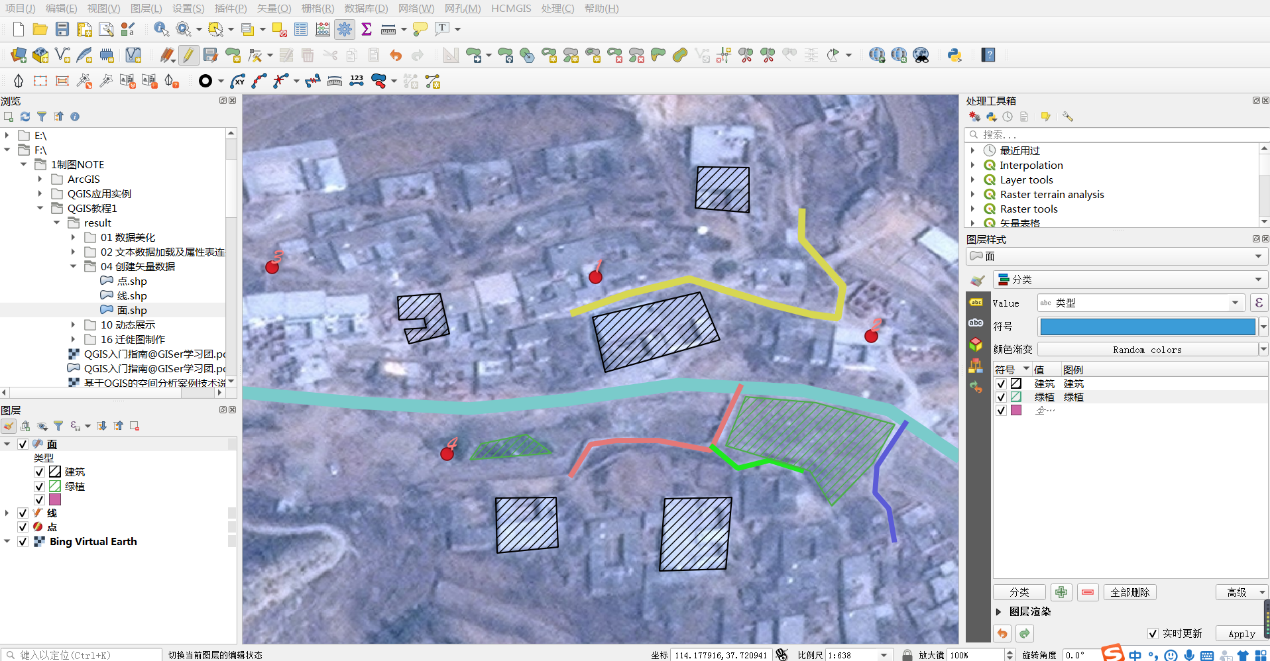 项目(J) 编辑(E) 视图(V) 图层(L) 设置(S) 插件(P) 矢量(O) 栅格(R) 数据库(D) 网络(W) 网孔(M) HCMGIS 处理(C) 帮助(H)
浏览
E:\
F:\
1制图NOTE
ArcGIS
QGIS应用实例
QGIS教程1
result
01 数据美化
02 文本数据加及属性表连
04 创建矢量数据
点.shp
线.shp
面.shp
10 动态展示
16 迁徙图制作
QGIS入门指南@GISer学习团.pd
QGIS入门指南@GISer学习团.pd
基于QGIS的空间分析案例技术说
图层
面
类型
建筑
绿植
线
点
Bing Virtual Earth
1
4
处理工具箱
搜索...
最近用过
Interpolation
Layer tools
Raster terrain analysis
Raster tools
矢量表格
图层样式
面
分类
Value abc 类型
符号
颜色渐变 Random colors
符号 值 图例
建筑 建筑
绿植 绿植
全…
分类 全部删除 高级
图层渲染
实时更新 Apply
键入以定位(Ctrl+K) 切换当前图层的编辑状态 坐标 114.177916,37.720941 比例尺 1:638 放大镜 100% 旋转角度 0.0° 中